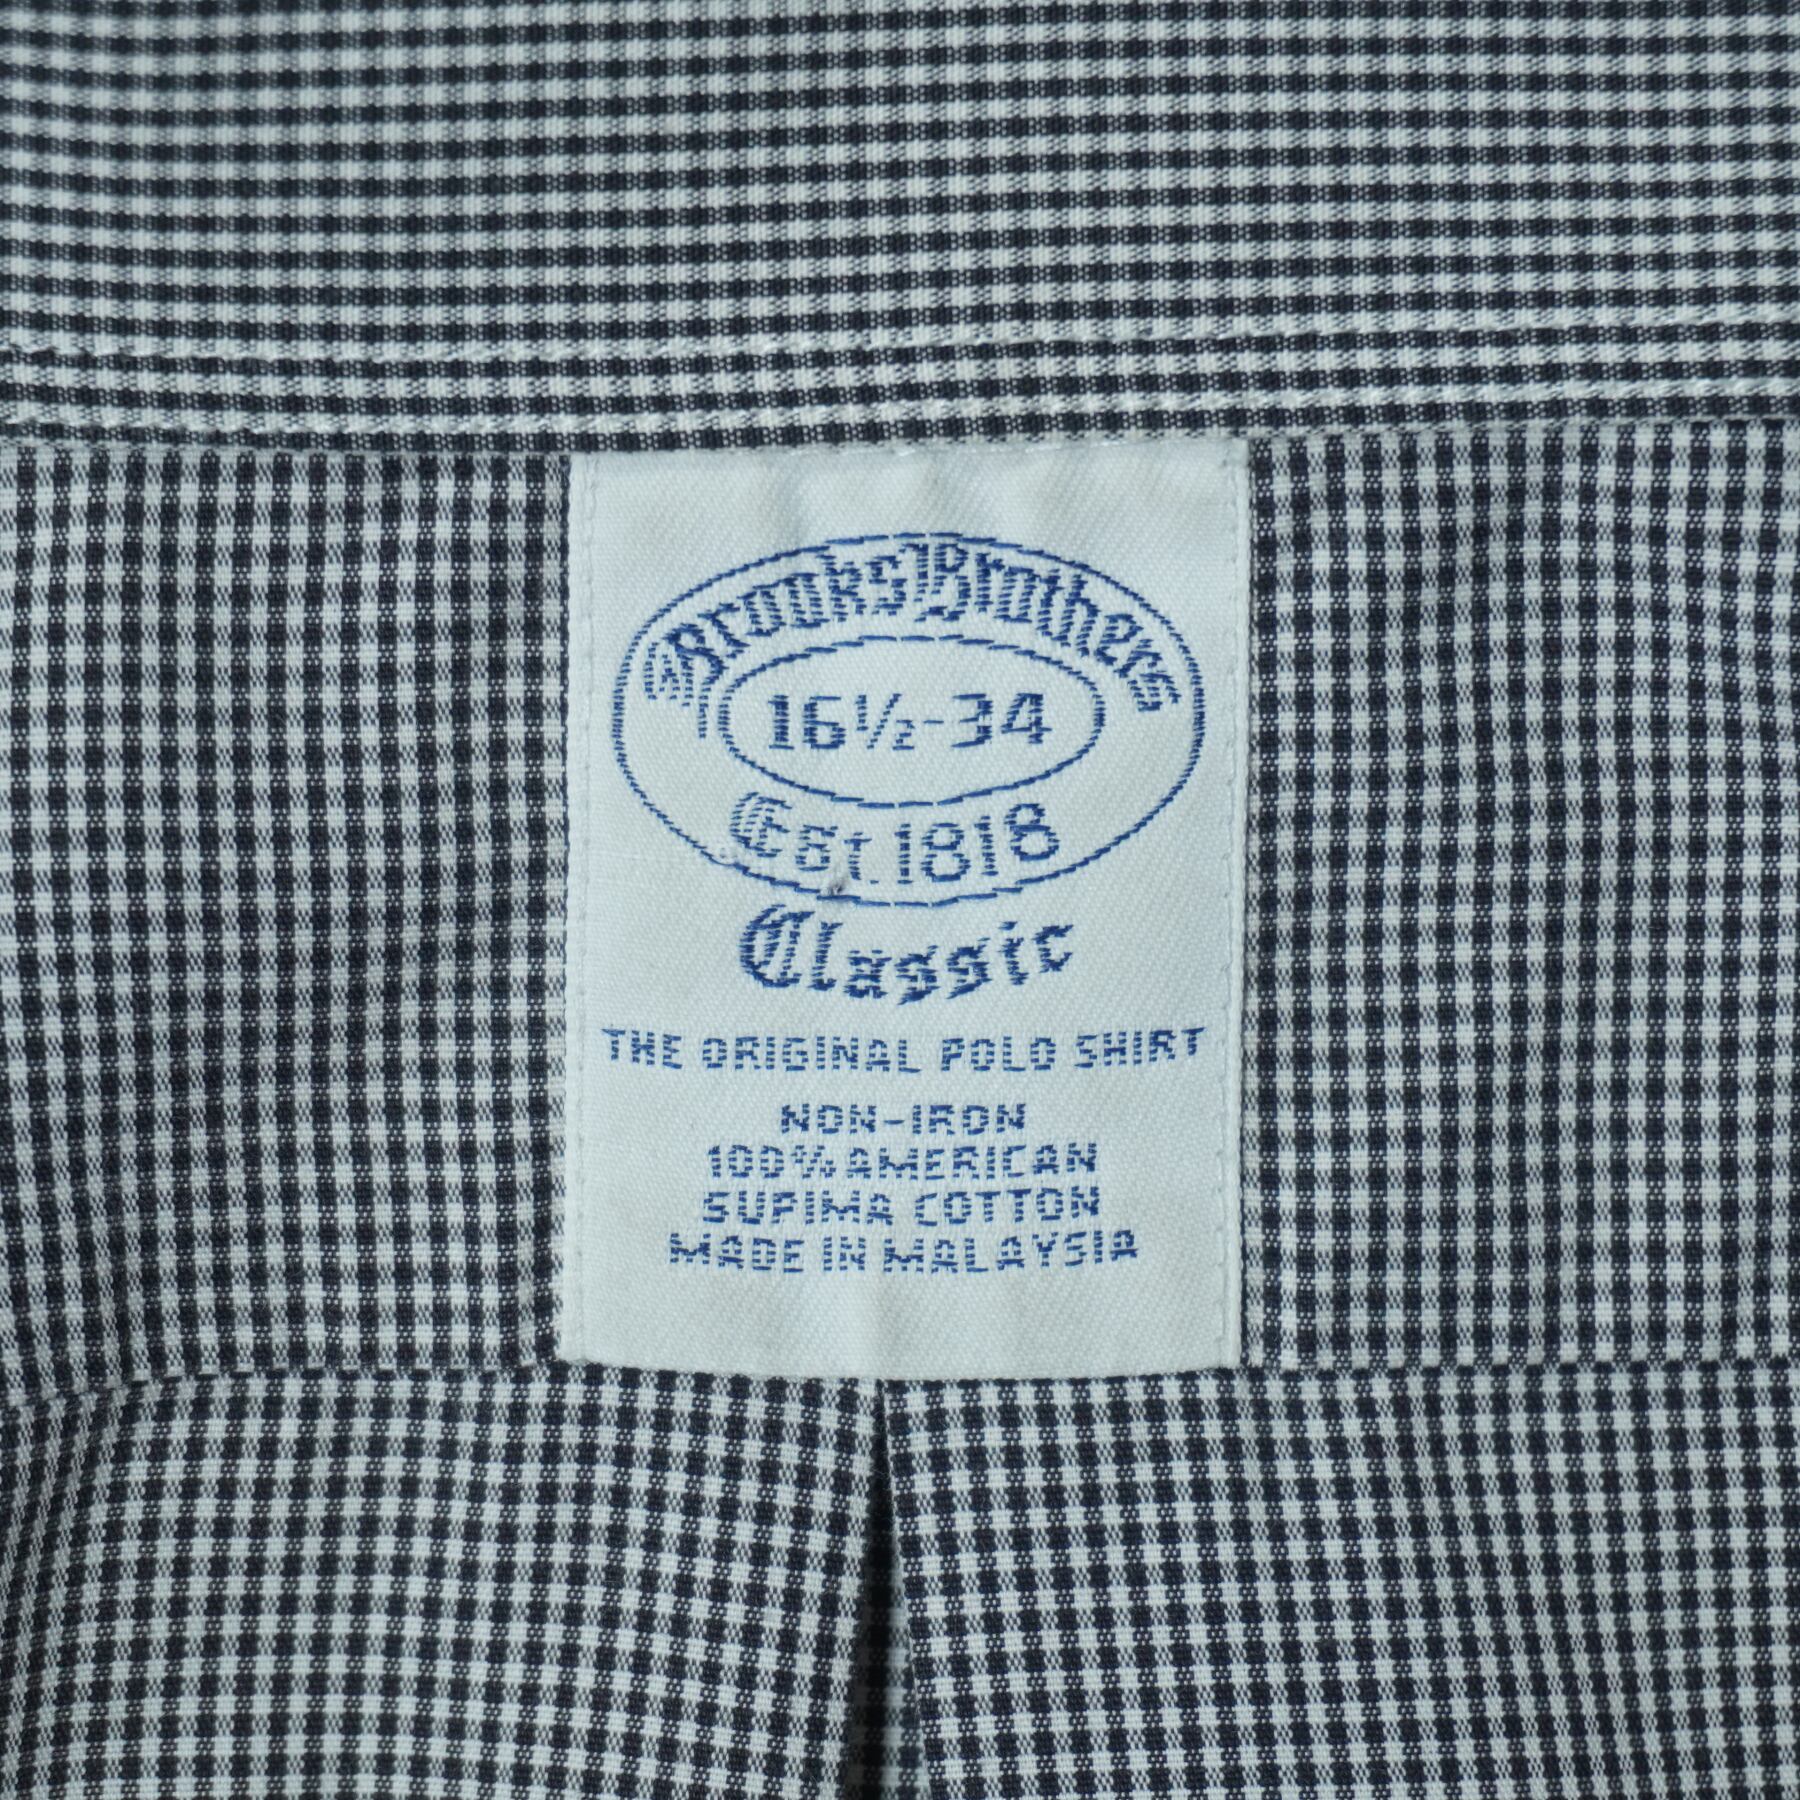 Brooks Brothers
16½-34
Est. 1818
Classic
THE ORIGINAL POLO SHIRT
NON-IRON
100% AMERICAN
SUPIMA COTTON
MADE IN MALAYSIA